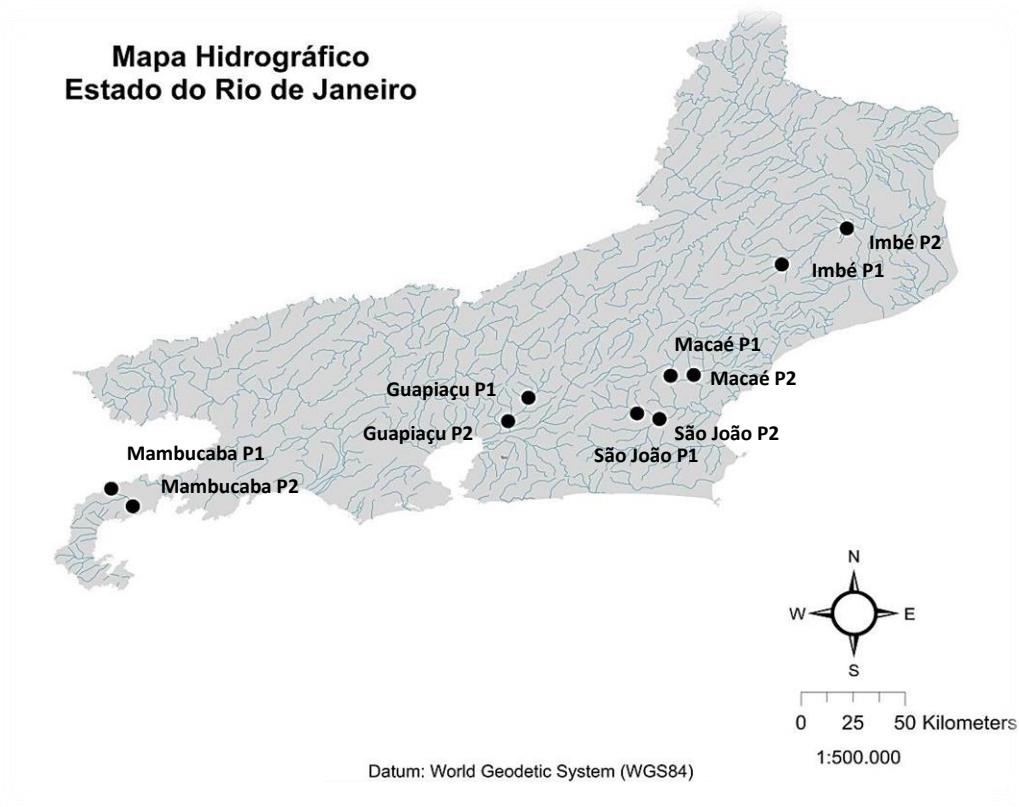 Mapa Hidrográfico
Estado do Rio de Janeiro
Imbé P2
Imbé P1
Macaé P1
Macaé P2
Guapiaçu P1
Guapiaçu P2
São João P2
São João P1
Mambucaba P1
Mambucaba P2
N
W E
S
0 25 50 Kilometers
1:500.000
Datum: World Geodetic System (WGS84)